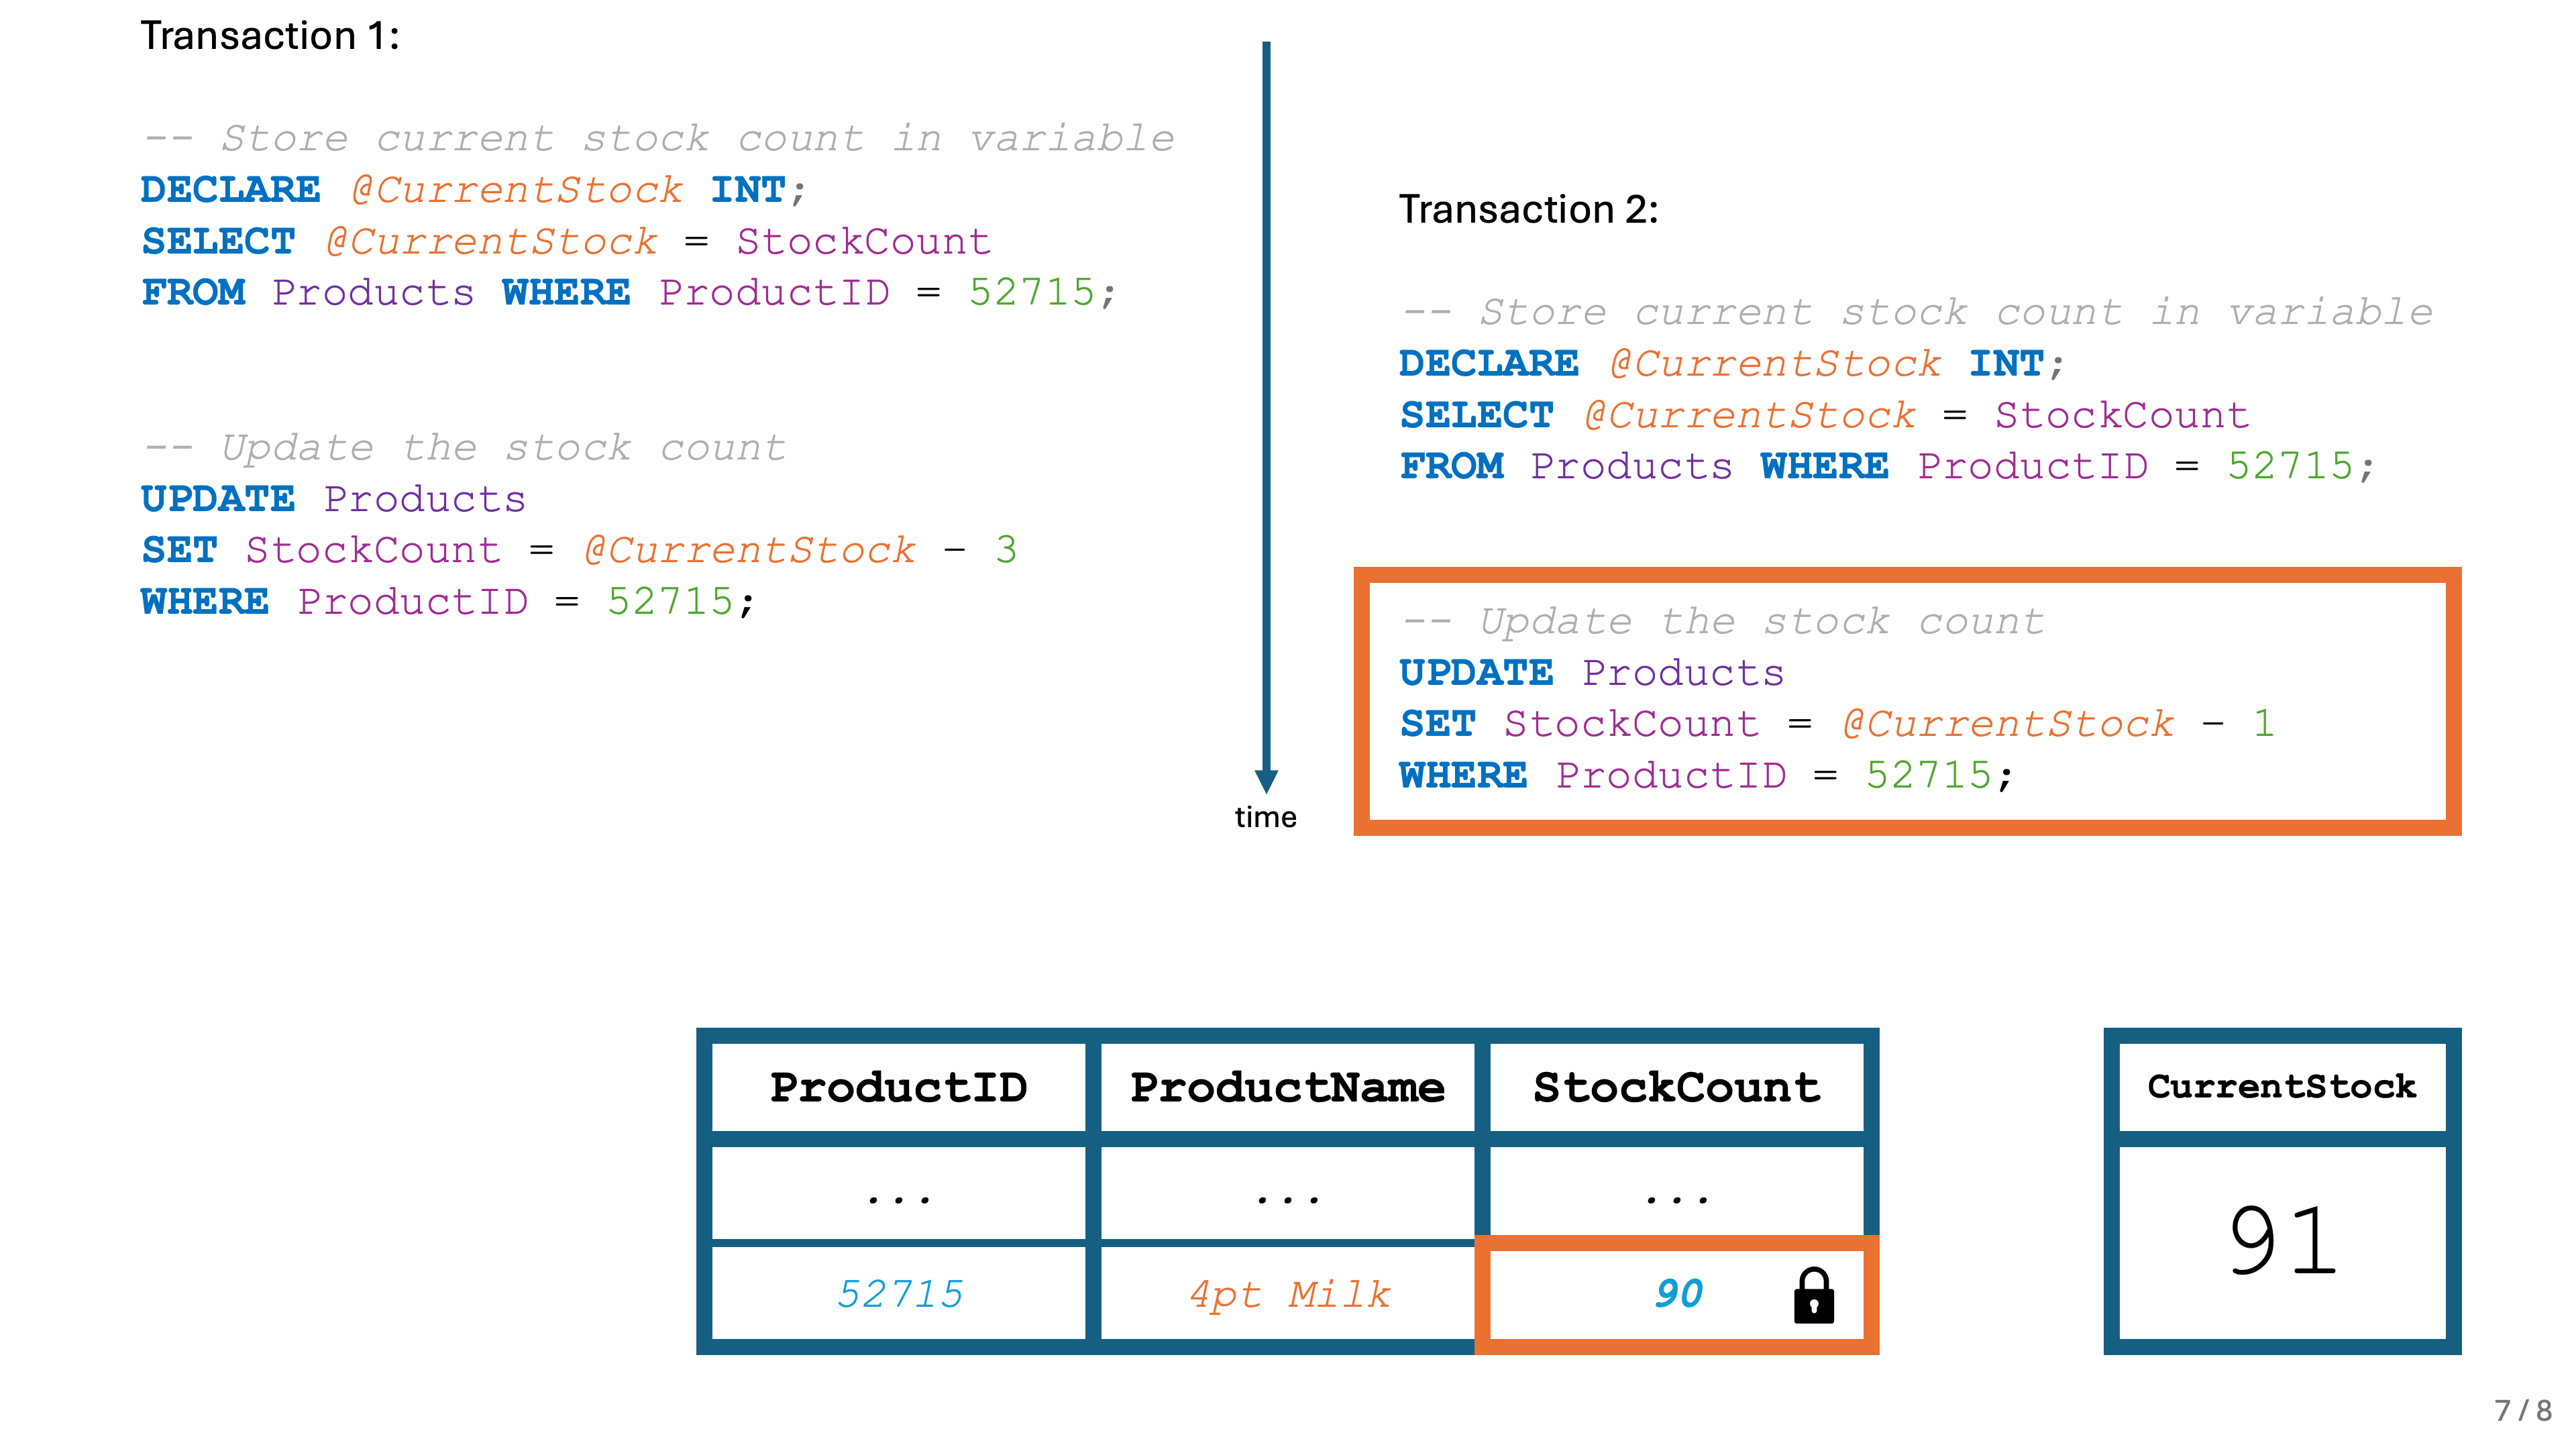 Transaction 1:
-- Store current stock count in variable
DECLARE @CurrentStock INT;
SELECT @CurrentStock = StockCount
FROM Products WHERE ProductID = 52715;
-- Update the stock count
UPDATE Products
SET StockCount = @CurrentStock - 3
WHERE ProductID = 52715;
time
Transaction 2:
-- Store current stock count in variable
DECLARE @CurrentStock INT;
SELECT @CurrentStock = StockCount
FROM Products WHERE ProductID = 52715;
-- Update the stock count
UPDATE Products
SET StockCount = @CurrentStock - 1
WHERE ProductID = 52715;
ProductID ProductName StockCount
... ... ...
52715 4pt Milk 90
CurrentStock
91
7 / 8